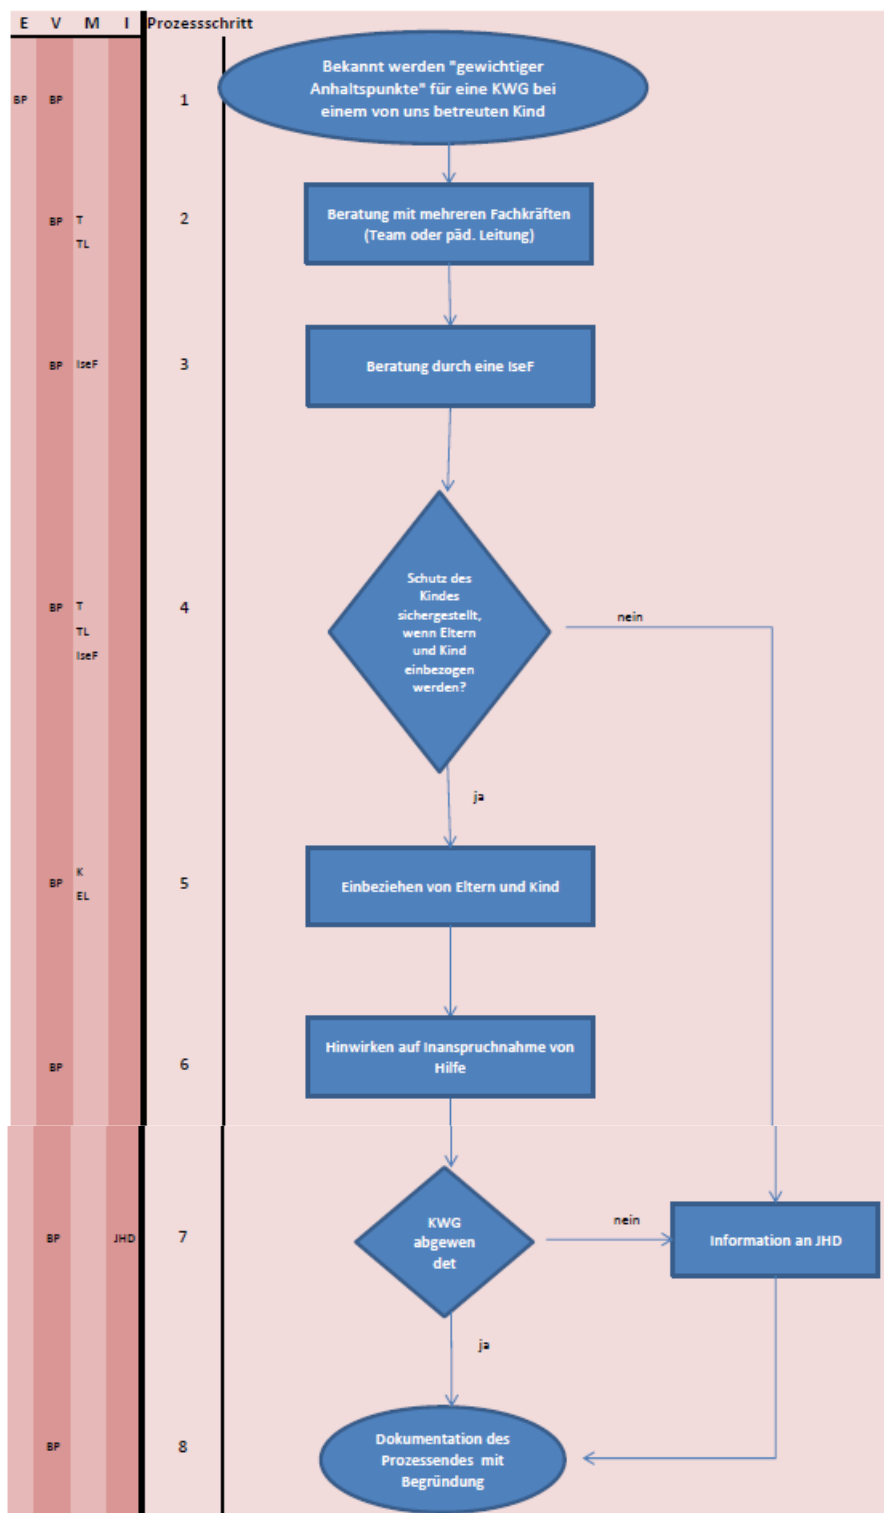 E V M I Prozessschritt
Bekannt werden "gewichtiger
Anhaltspunkte" für eine KWG bei
einem von uns betreuten Kind
BP BP 1
Beratung mit mehreren Fachkräften
(Team oder päd. Leitung)
BP T 2
TL
BP IseF 3
Beratung durch eine IseF
Schutz des
Kindes
sichergestellt,
wenn Eltern
und Kind
einbezogen
werden?
BP T 4
TL
IseF
nein
ja
K
BP 5
EL
Einbeziehen von Eltern und Kind
Hinwirken auf Inanspruchnahme von
Hilfe
BP 6
KWG
abgewen
det
BP JHD 7
nein
Information an JHD
ja
Dokumentation des
Prozessendes mit
Begründung
BP 8